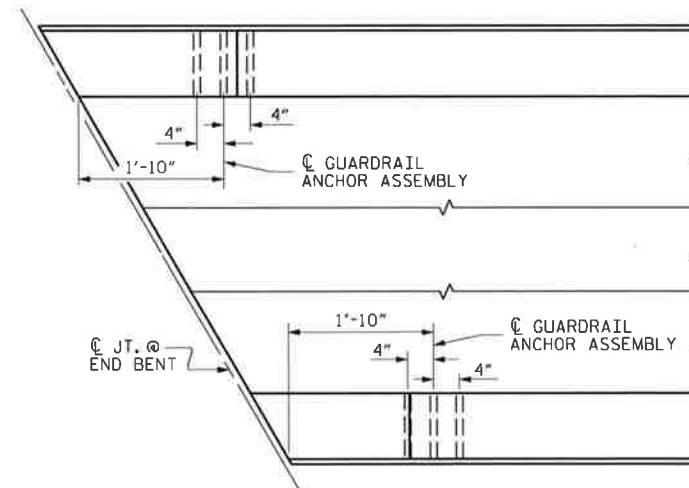 4"
4"
1'-10"
℄ GUARDRAIL
ANCHOR ASSEMBLY
1'-10"
℄ GUARDRAIL
ANCHOR ASSEMBLY
4"
4"
℄ JT. @
END BENT